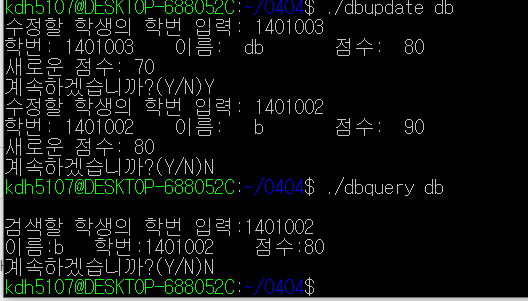 kdh5107@DESKTOP-688052C:~/0404$ ./dbupdate db
수정할 학생의 학번 입력: 1401003
학번: 1401003 이름: db 점수: 80
새로운 점수: 70
계속하겠습니까?(Y/N)Y
수정할 학생의 학번 입력: 1401002
학번: 1401002 이름: b 점수: 90
새로운 점수: 80
계속하겠습니까?(Y/N)N
kdh5107@DESKTOP-688052C:~/0404$ ./dbquery db
검색할 학생의 학번 입력:1401002
이름:b 학번:1401002 점수:80
계속하겠습니까?(Y/N)N
kdh5107@DESKTOP-688052C:~/0404$